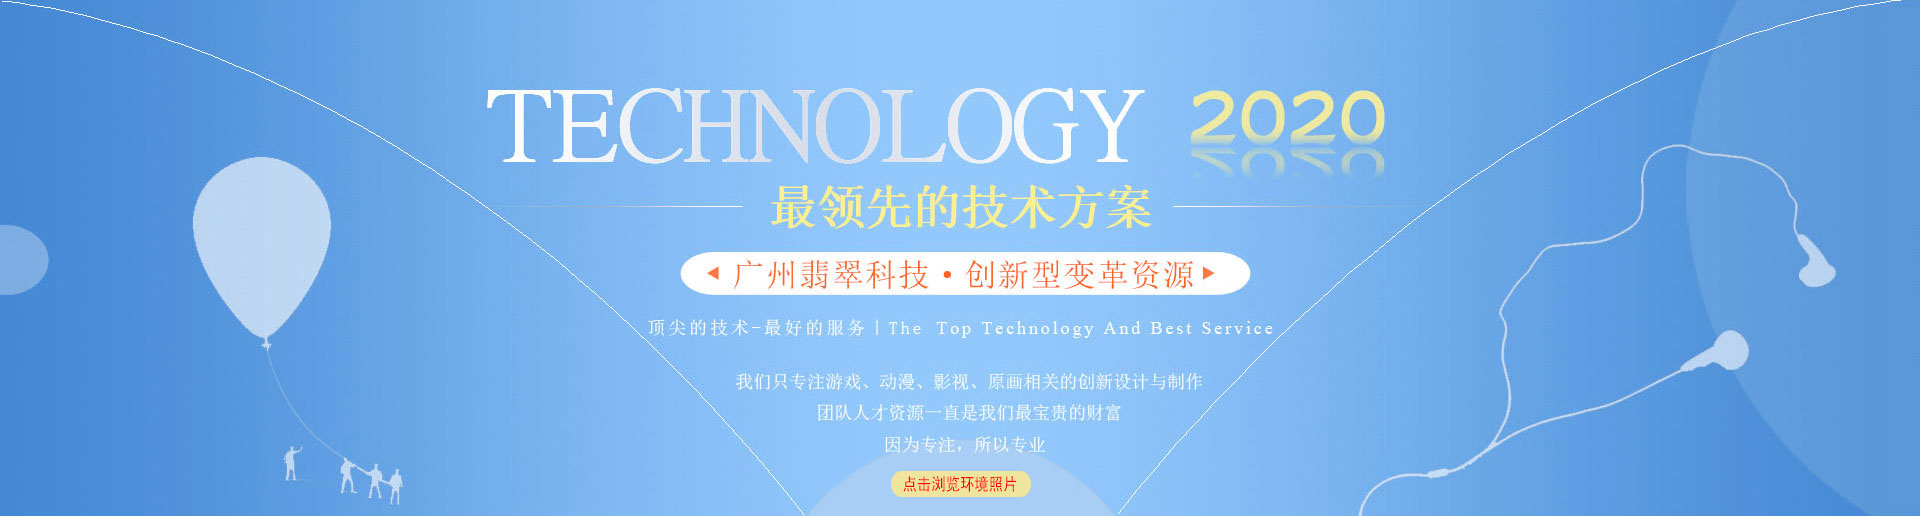 TECHNOLOGY 2020
最领先的技术方案
广州翡翠科技·创新型变革资源
顶尖的技术-最好的服务丨The Top Technology And Best Service
我们只专注游戏、动漫、影视、原画相关的创新设计与制作
团队人才资源一直是我们最宝贵的财富
因为专注，所以专业
点击浏览环境照片